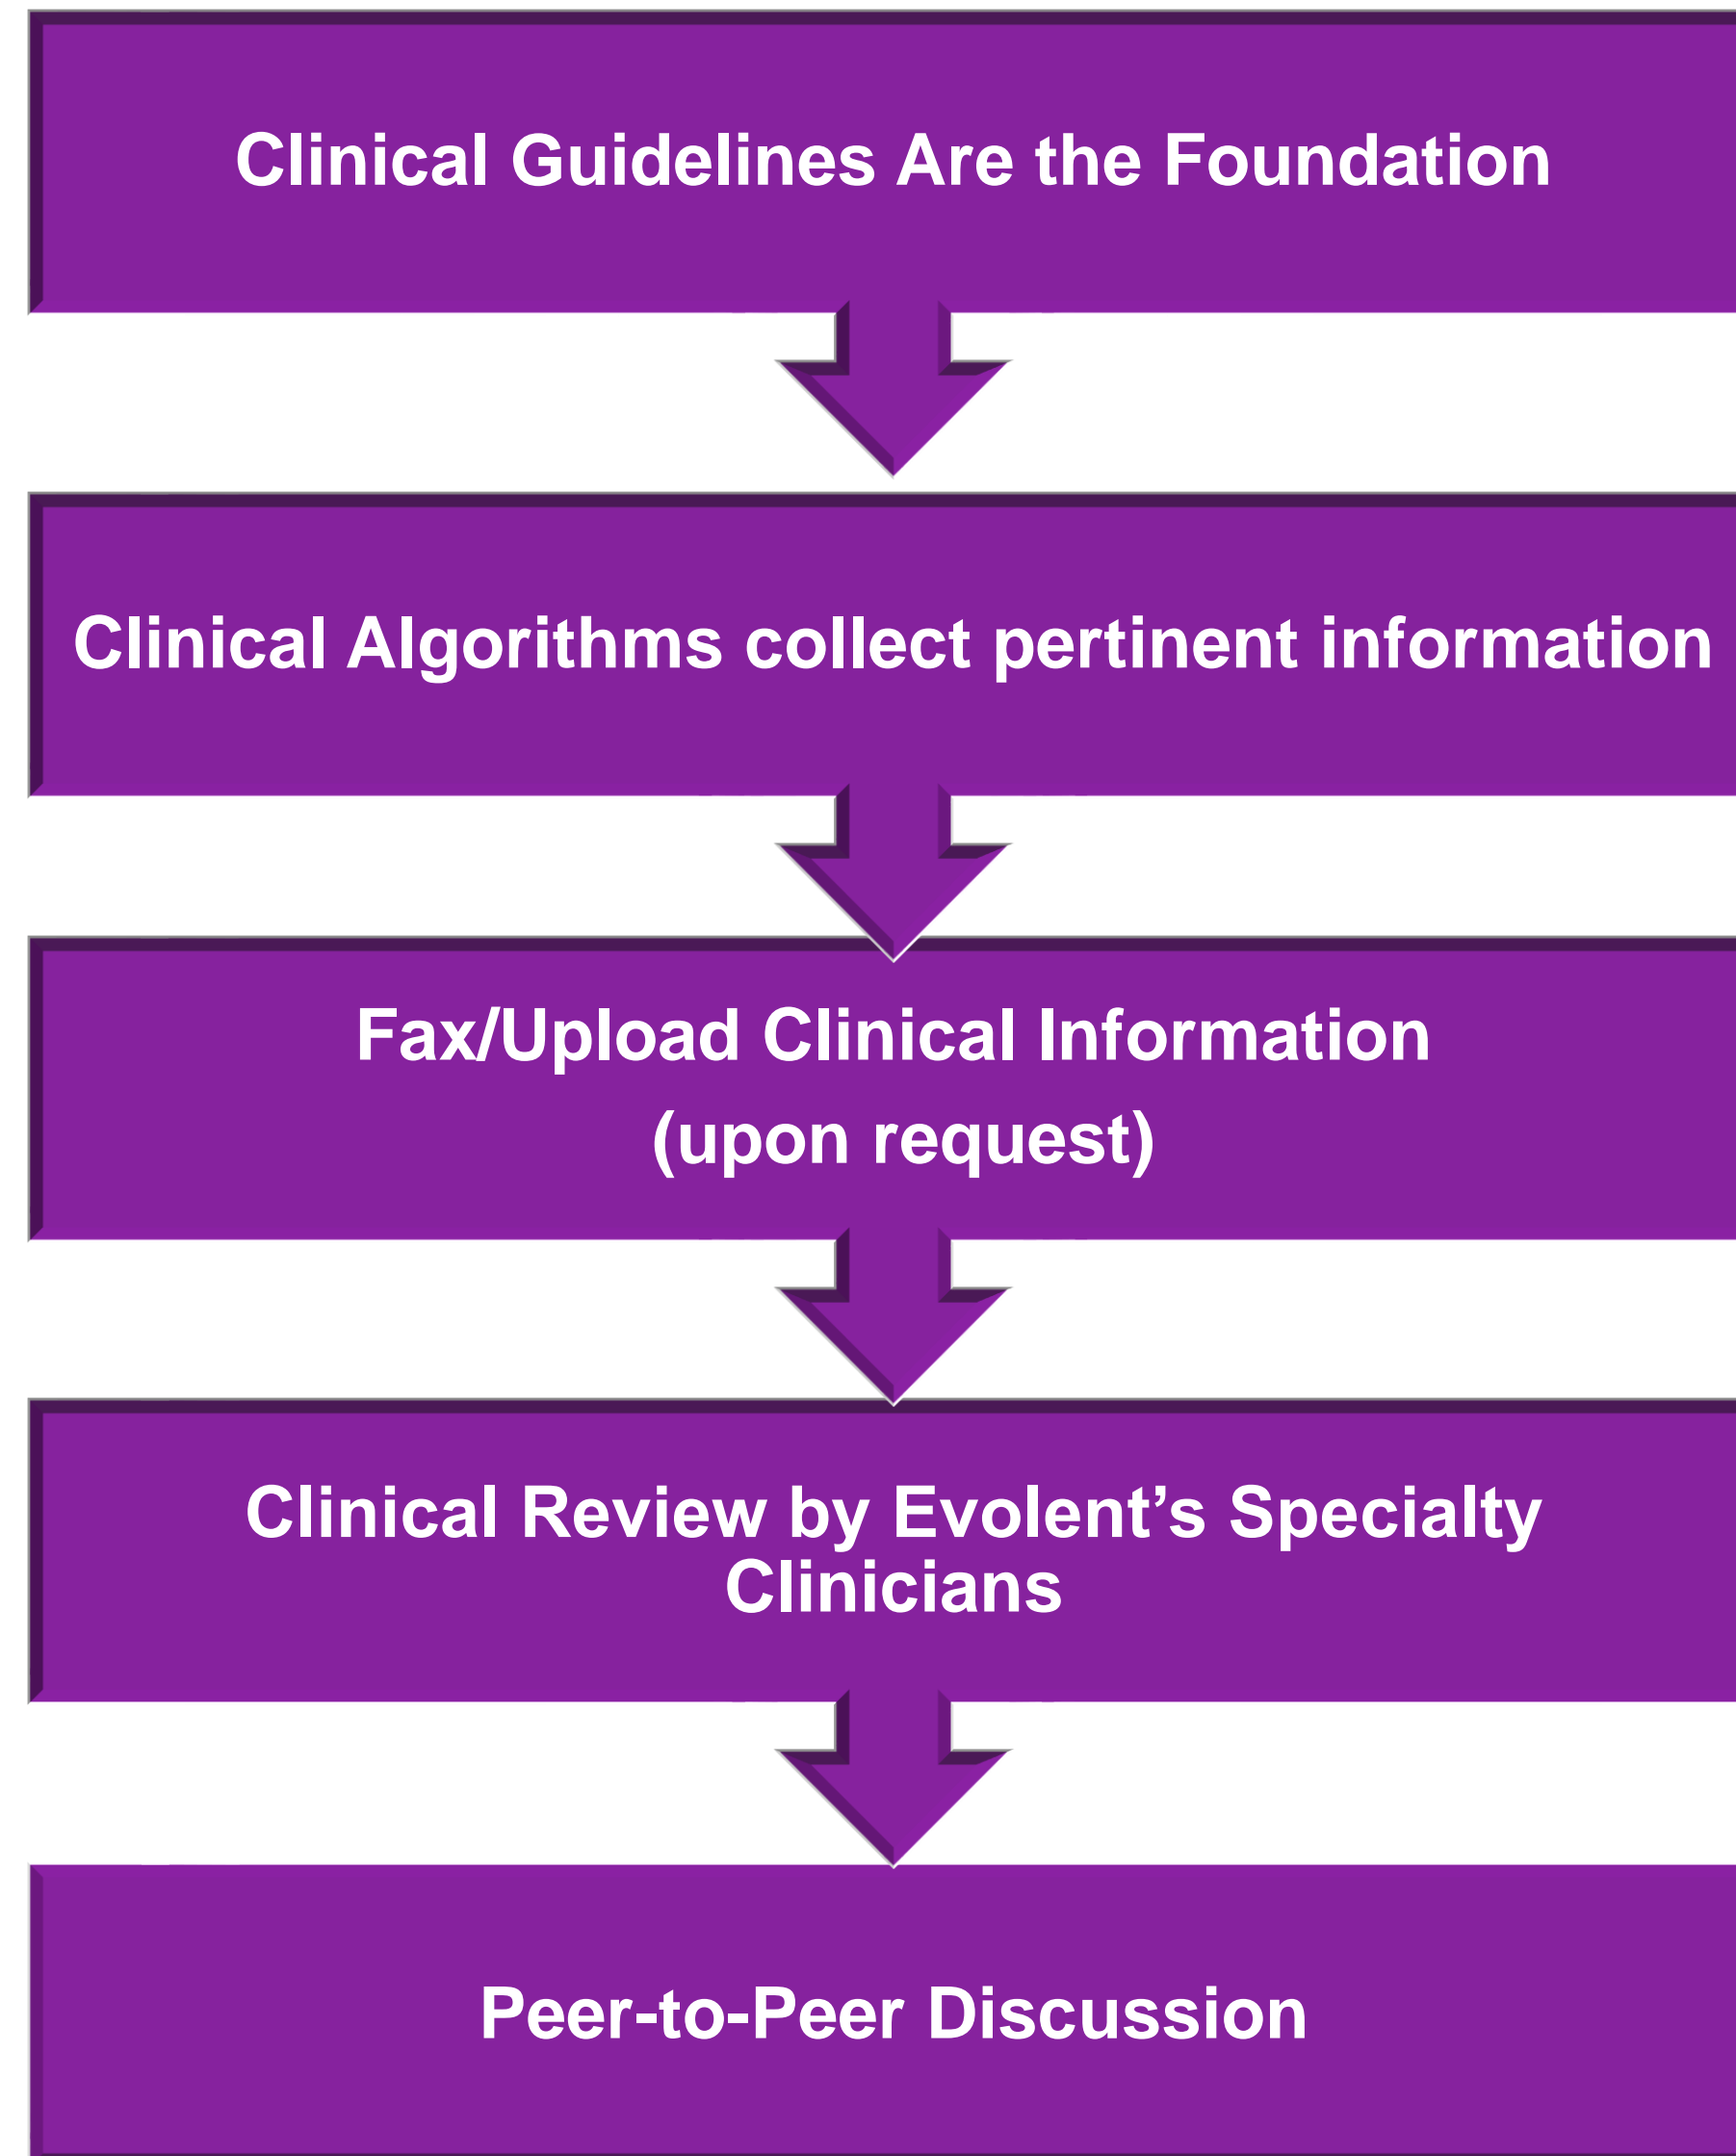 Clinical Guidelines Are the Foundation
Clinical Algorithms collect pertinent information
Fax/Upload Clinical Information
(upon request)
Clinical Review by Evolent’s Specialty
Clinicians
Peer-to-Peer Discussion